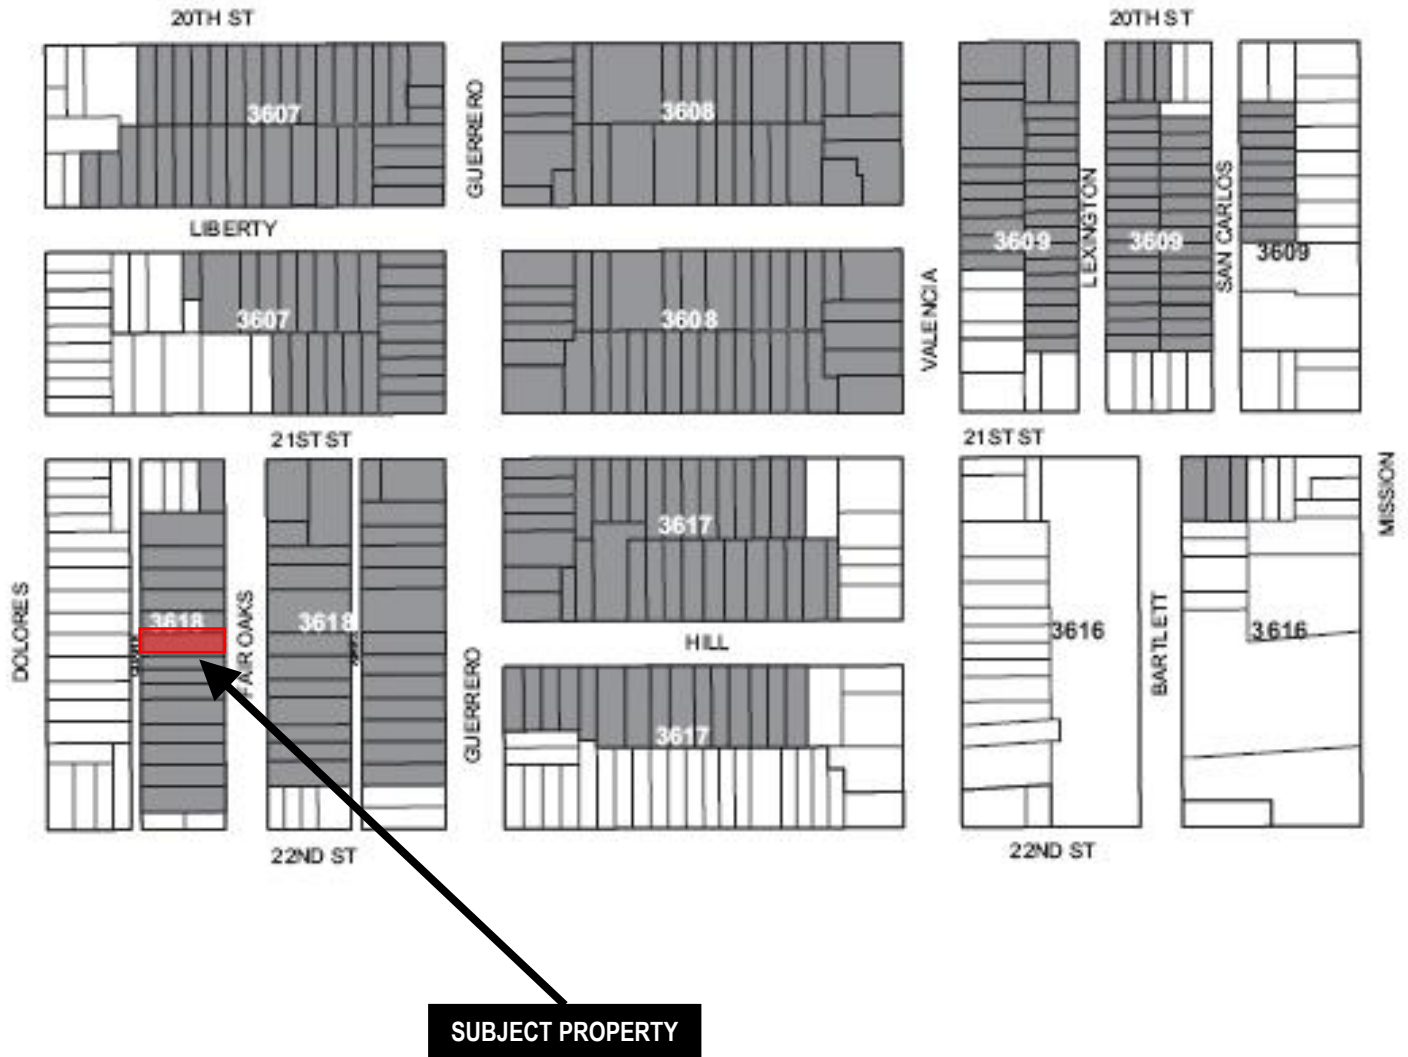 20TH ST
20TH ST
3607
GUERRERO
3608
LIBERTY
LEXINGTON
SAN CARLOS
3609
3609
3609
3607
3608
VALENCIA
21ST ST
21ST ST
MISSION
3617
DOLORES
3618
FAIR OAKS
3618
HILL
3616
BARTLETT
3616
GUERRERO
3617
22ND ST
22ND ST
SUBJECT PROPERTY